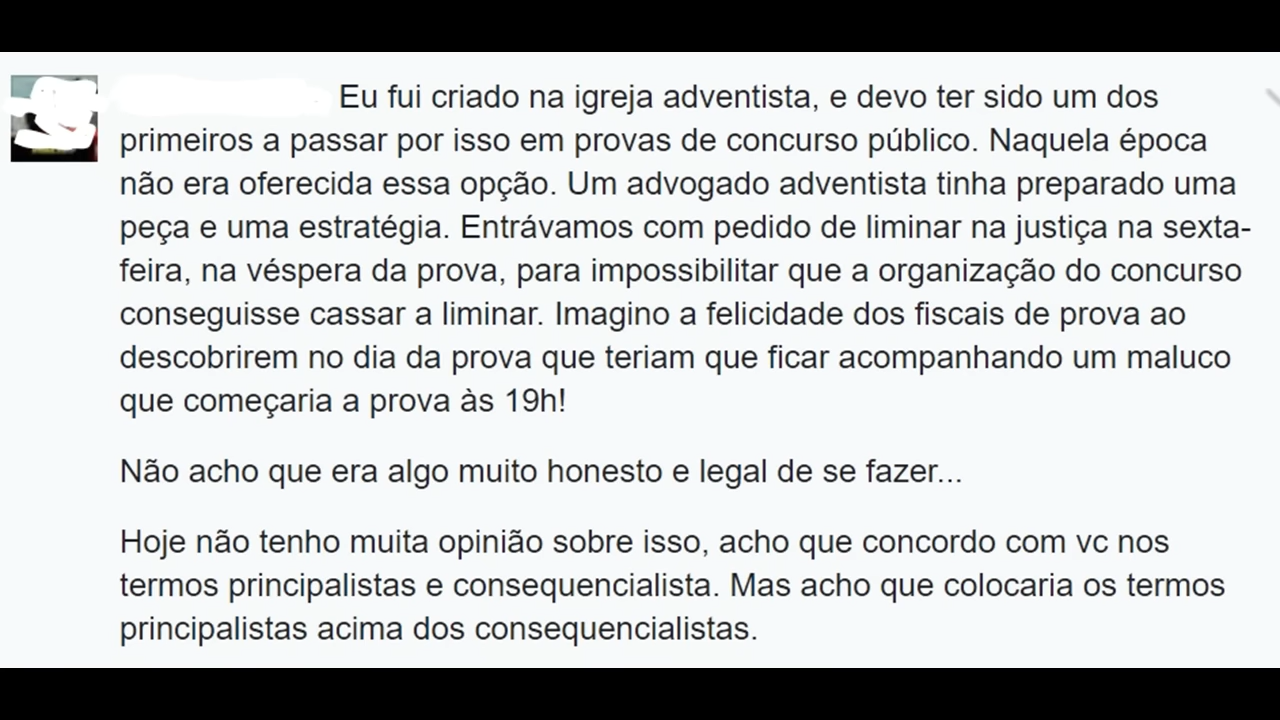 Eu fui criado na igreja adventista, e devo ter sido um dos
primeiros a passar por isso em provas de concurso público. Naquela época
não era oferecida essa opção. Um advogado adventista tinha preparado uma
peça e uma estratégia. Entrávamos com pedido de liminar na justiça na sexta-
feira, na véspera da prova, para impossibilitar que a organização do concurso
conseguisse cassar a liminar. Imagino a felicidade dos fiscais de prova ao
descobrirem no dia da prova que teriam que ficar acompanhando um maluco
que começaria a prova às 19h!
Não acho que era algo muito honesto e legal de se fazer...
Hoje não tenho muita opinião sobre isso, acho que concordo com vc nos
termos principalistas e consequencialista. Mas acho que colocaria os termos
principalistas acima dos consequencialistas.